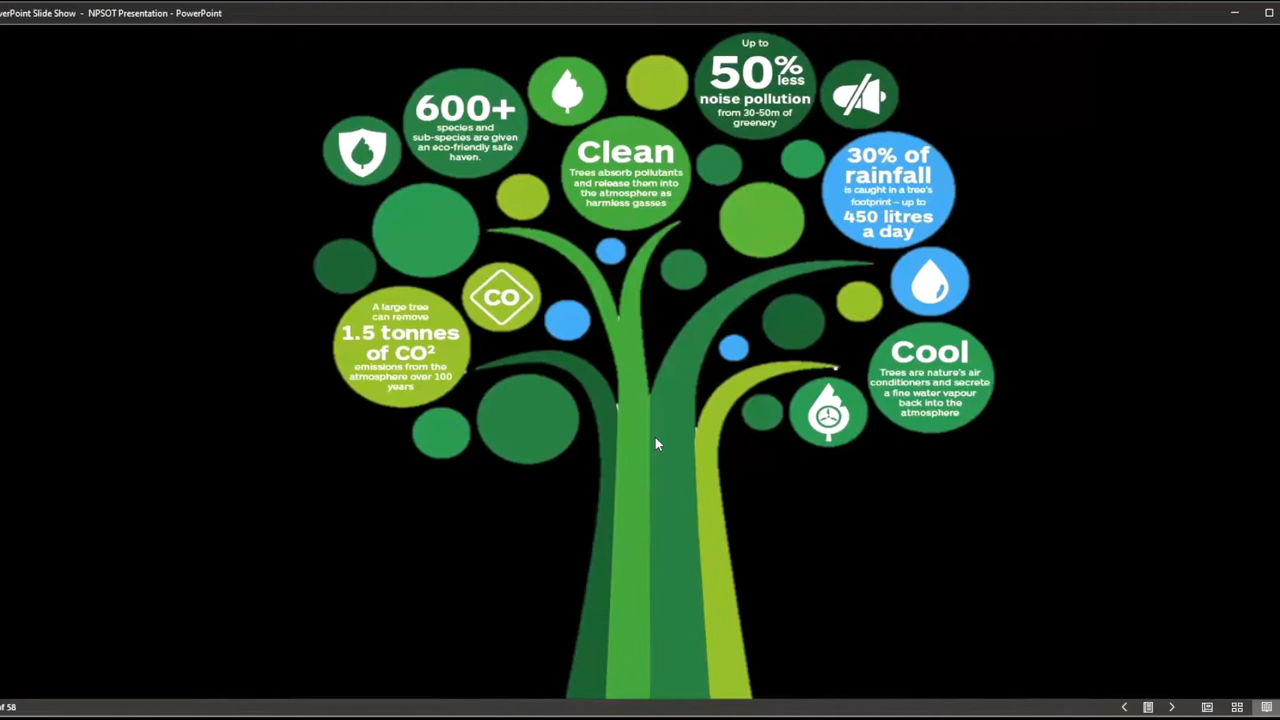 PowerPoint Slide Show - NPSOT Presentation - PowerPoint
Up to
50%
less
noise pollution
from 30-50m of
greenery
600+
species and
sub-species are given
an eco-friendly safe
haven.
Clean
Trees absorb pollutants
and release them into
the atmosphere as
harmless gasses
30% of
rainfall
is caught in a tree's
footprint – up to
450 litres
a day
CO
A large tree
can remove
1.5 tonnes
of CO²
emissions from the
atmosphere over 100
years
Cool
Trees are nature's air
conditioners and secrete
a fine water vapour
back into the
atmosphere
of 58